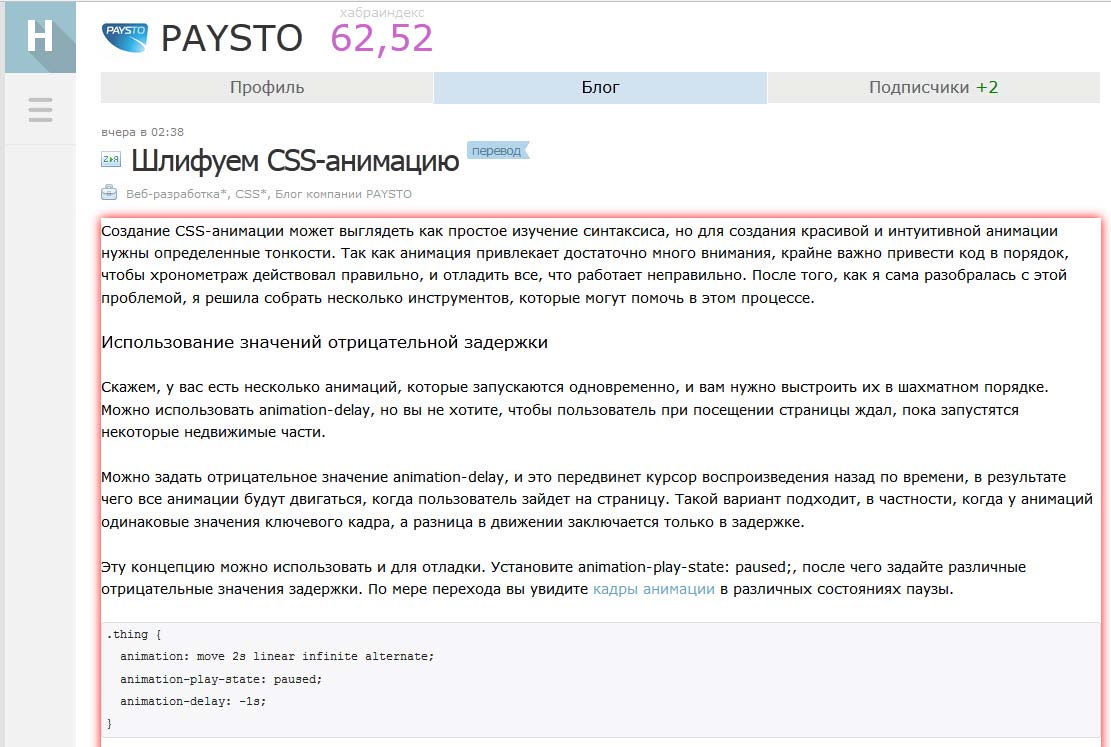 хабраиндекс
H
PAYSTO
PAYSTO
62,52
Профиль
Блог
Подписчики +2
вчера в 02:38
Шлифуем CSS-анимацию
перевод
Веб-разработка*, CSS*, Блог компании PAYSTO
Создание CSS-анимации может выглядеть как простое изучение синтаксиса, но для создания красивой и интуитивной анимации
нужны определенные тонкости. Так как анимация привлекает достаточно много внимания, крайне важно привести код в порядок,
чтобы хронометраж действовал правильно, и отладить все, что работает неправильно. После того, как я сама разобралась с этой
проблемой, я решила собрать несколько инструментов, которые могут помочь в этом процессе.
Использование значений отрицательной задержки
Скажем, у вас есть несколько анимаций, которые запускаются одновременно, и вам нужно выстроить их в шахматном порядке.
Можно использовать animation-delay, но вы не хотите, чтобы пользователь при посещении страницы ждал, пока запустятся
некоторые недвижимые части.
Можно задать отрицательное значение animation-delay, и это передвинет курсор воспроизведения назад по времени, в результате
чего все анимации будут двигаться, когда пользователь зайдет на страницу. Такой вариант подходит, в частности, когда у анимаций
одинаковые значения ключевого кадра, а разница в движении заключается только в задержке.
Эту концепцию можно использовать и для отладки. Установите animation-play-state: paused;, после чего задайте различные
отрицательные значения задержки. По мере перехода вы увидите кадры анимации в различных состояниях паузы.
.thing {
animation: move 2s linear infinite alternate;
animation-play-state: paused;
animation-delay: -1s;
}